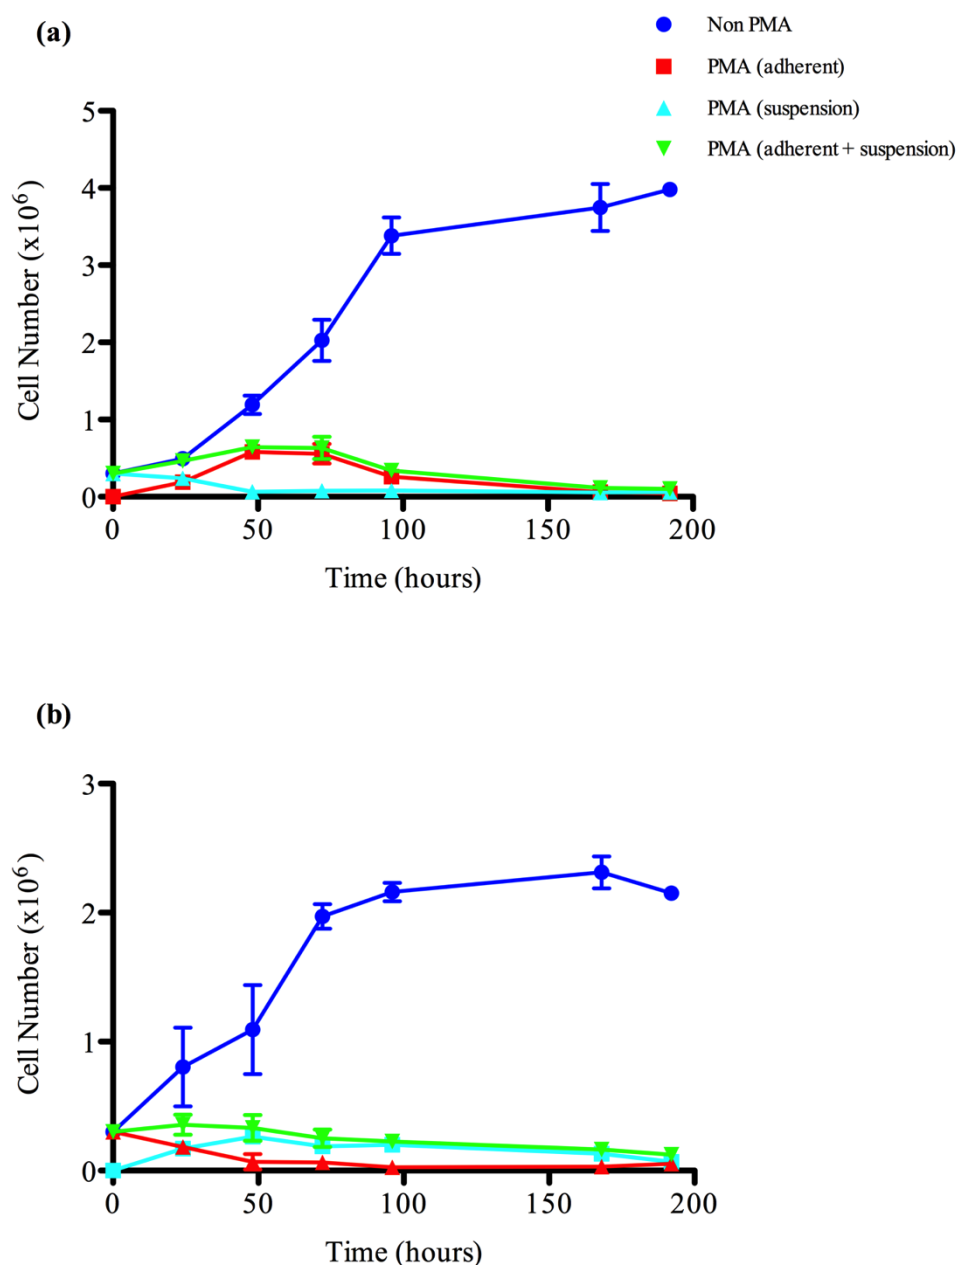 (a)
Non PMA
PMA (adherent)
PMA (suspension)
PMA (adherent + suspension)
5
4
3
2
1
0
Cell Number (x10⁶)
0 50 100 150 200
Time (hours)
(b)
3
2
1
0
Cell Number (x10⁶)
0 50 100 150 200
Time (hours)